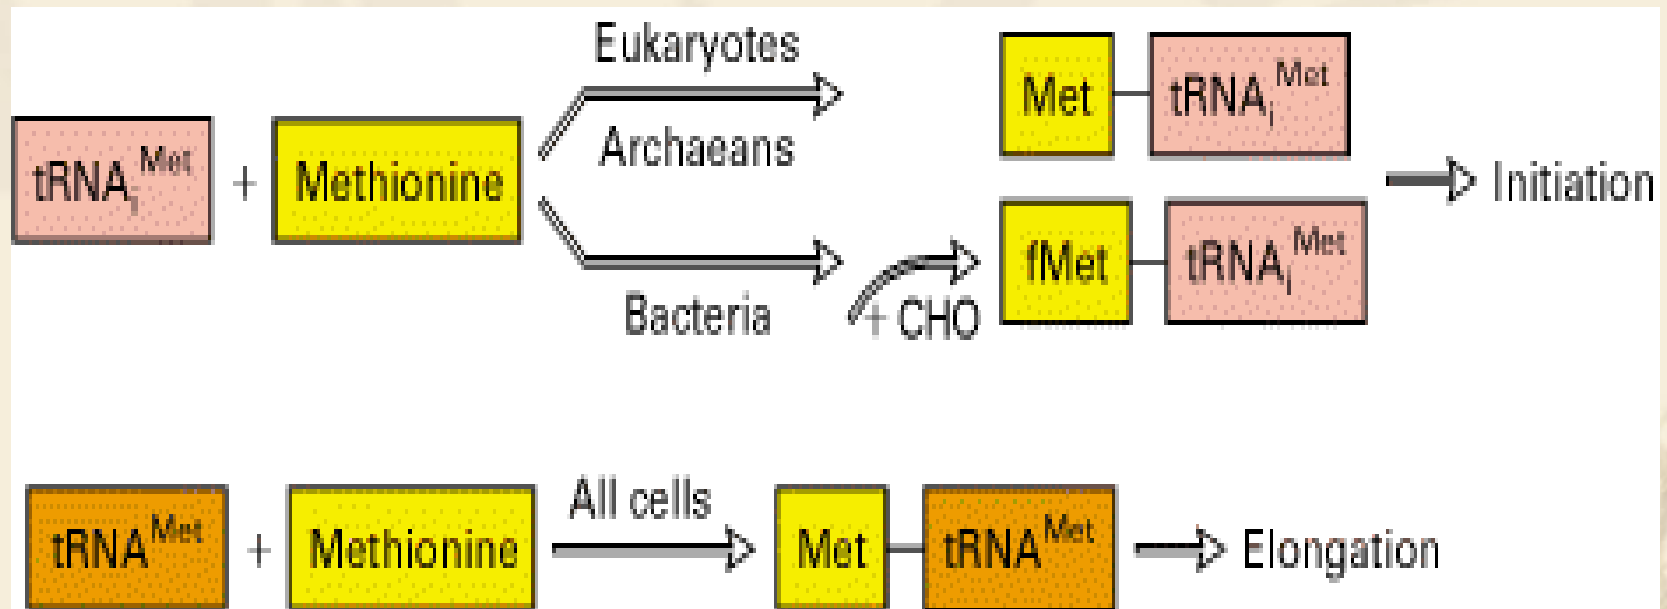 Eukaryotes
Archaeans
tRNAᵢᴹᵉᵗ + Methionine
Met tRNAᵢᴹᵉᵗ
Initiation
Bacteria
+ CHO
fMet tRNAᵢᴹᵉᵗ
tRNAᴹᵉᵗ + Methionine All cells Met tRNAᴹᵉᵗ Elongation